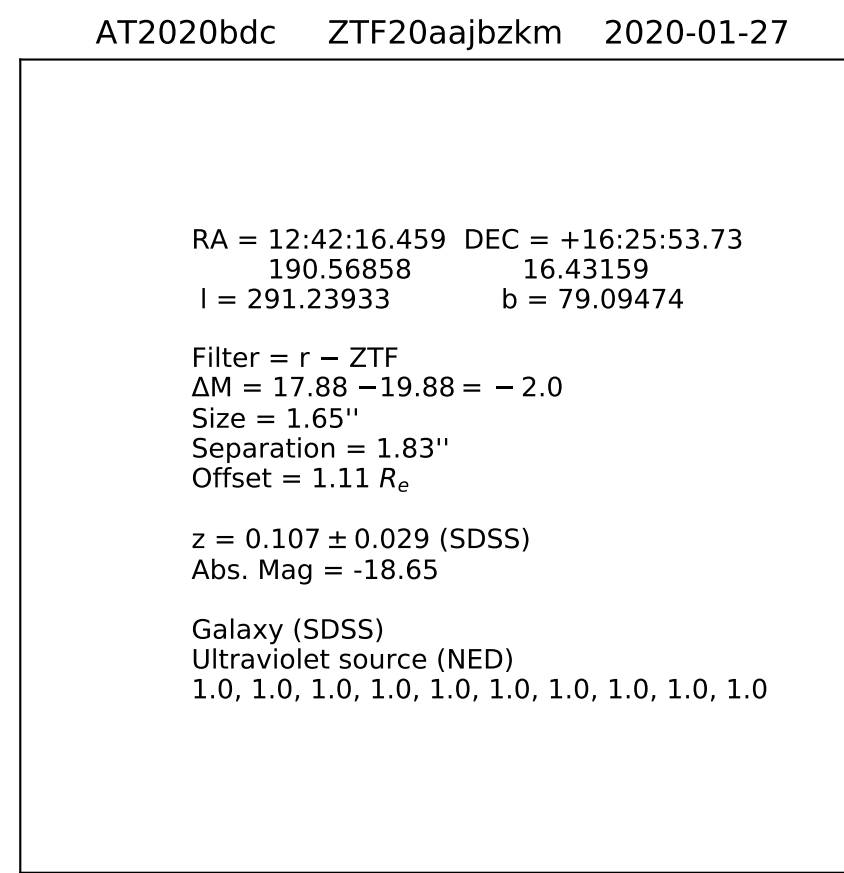 AT2020bdc ZTF20aajbzkm 2020-01-27
RA = 12:42:16.459 DEC = +16:25:53.73
190.56858 16.43159
l = 291.23933 b = 79.09474
Filter = r − ZTF
ΔM = 17.88 −19.88 = − 2.0
Size = 1.65''
Separation = 1.83''
Offset = 1.11 Re
z = 0.107 ± 0.029 (SDSS)
Abs. Mag = -18.65
Galaxy (SDSS)
Ultraviolet source (NED)
1.0, 1.0, 1.0, 1.0, 1.0, 1.0, 1.0, 1.0, 1.0, 1.0